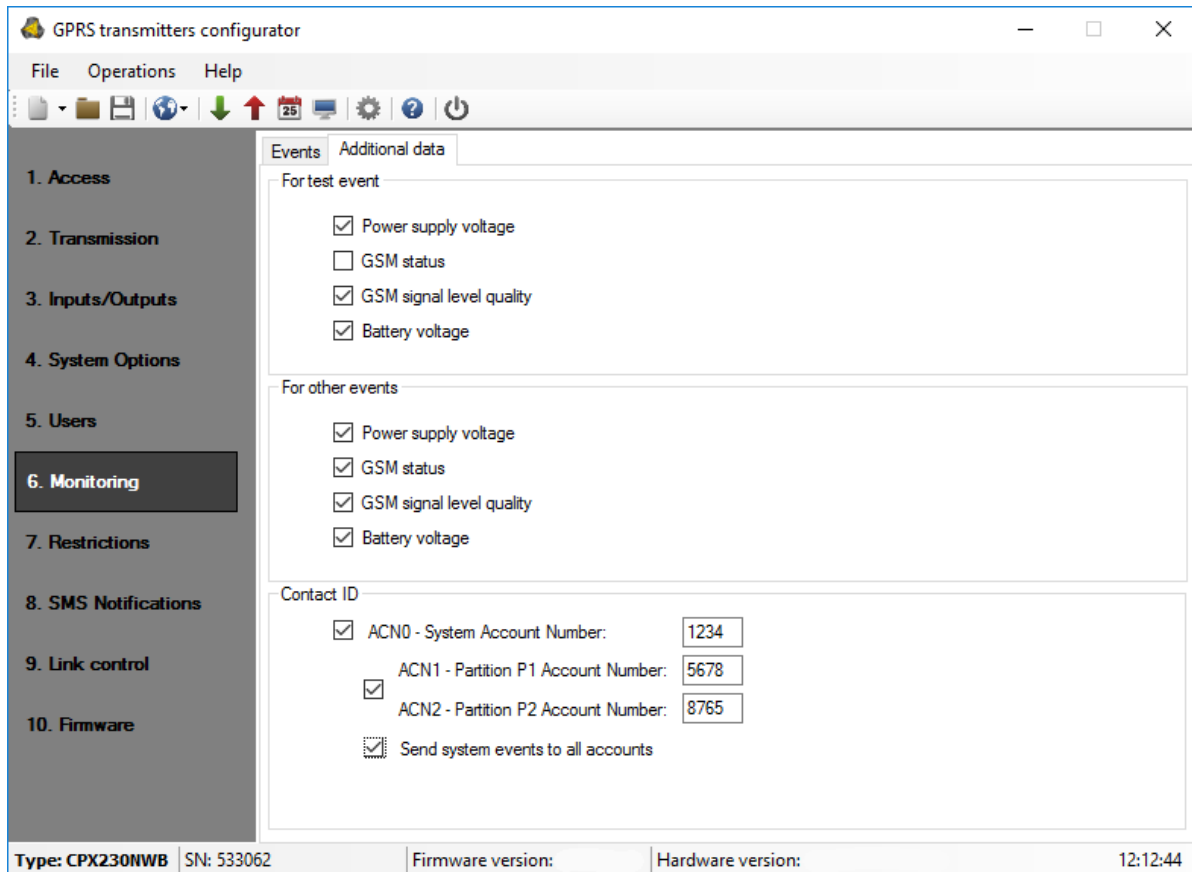 GPRS transmitters configurator
File Operations Help
25
Events Additional data
1. Access
2. Transmission
3. Inputs/Outputs
4. System Options
5. Users
6. Monitoring
7. Restrictions
8. SMS Notifications
9. Link control
10. Firmware
For test event
Power supply voltage
GSM status
GSM signal level quality
Battery voltage
For other events
Power supply voltage
GSM status
GSM signal level quality
Battery voltage
Contact ID
ACN0 - System Account Number: 1234
ACN1 - Partition P1 Account Number: 5678
ACN2 - Partition P2 Account Number: 8765
Send system events to all accounts
Type: CPX230NWB SN: 533062 Firmware version: Hardware version: 12:12:44